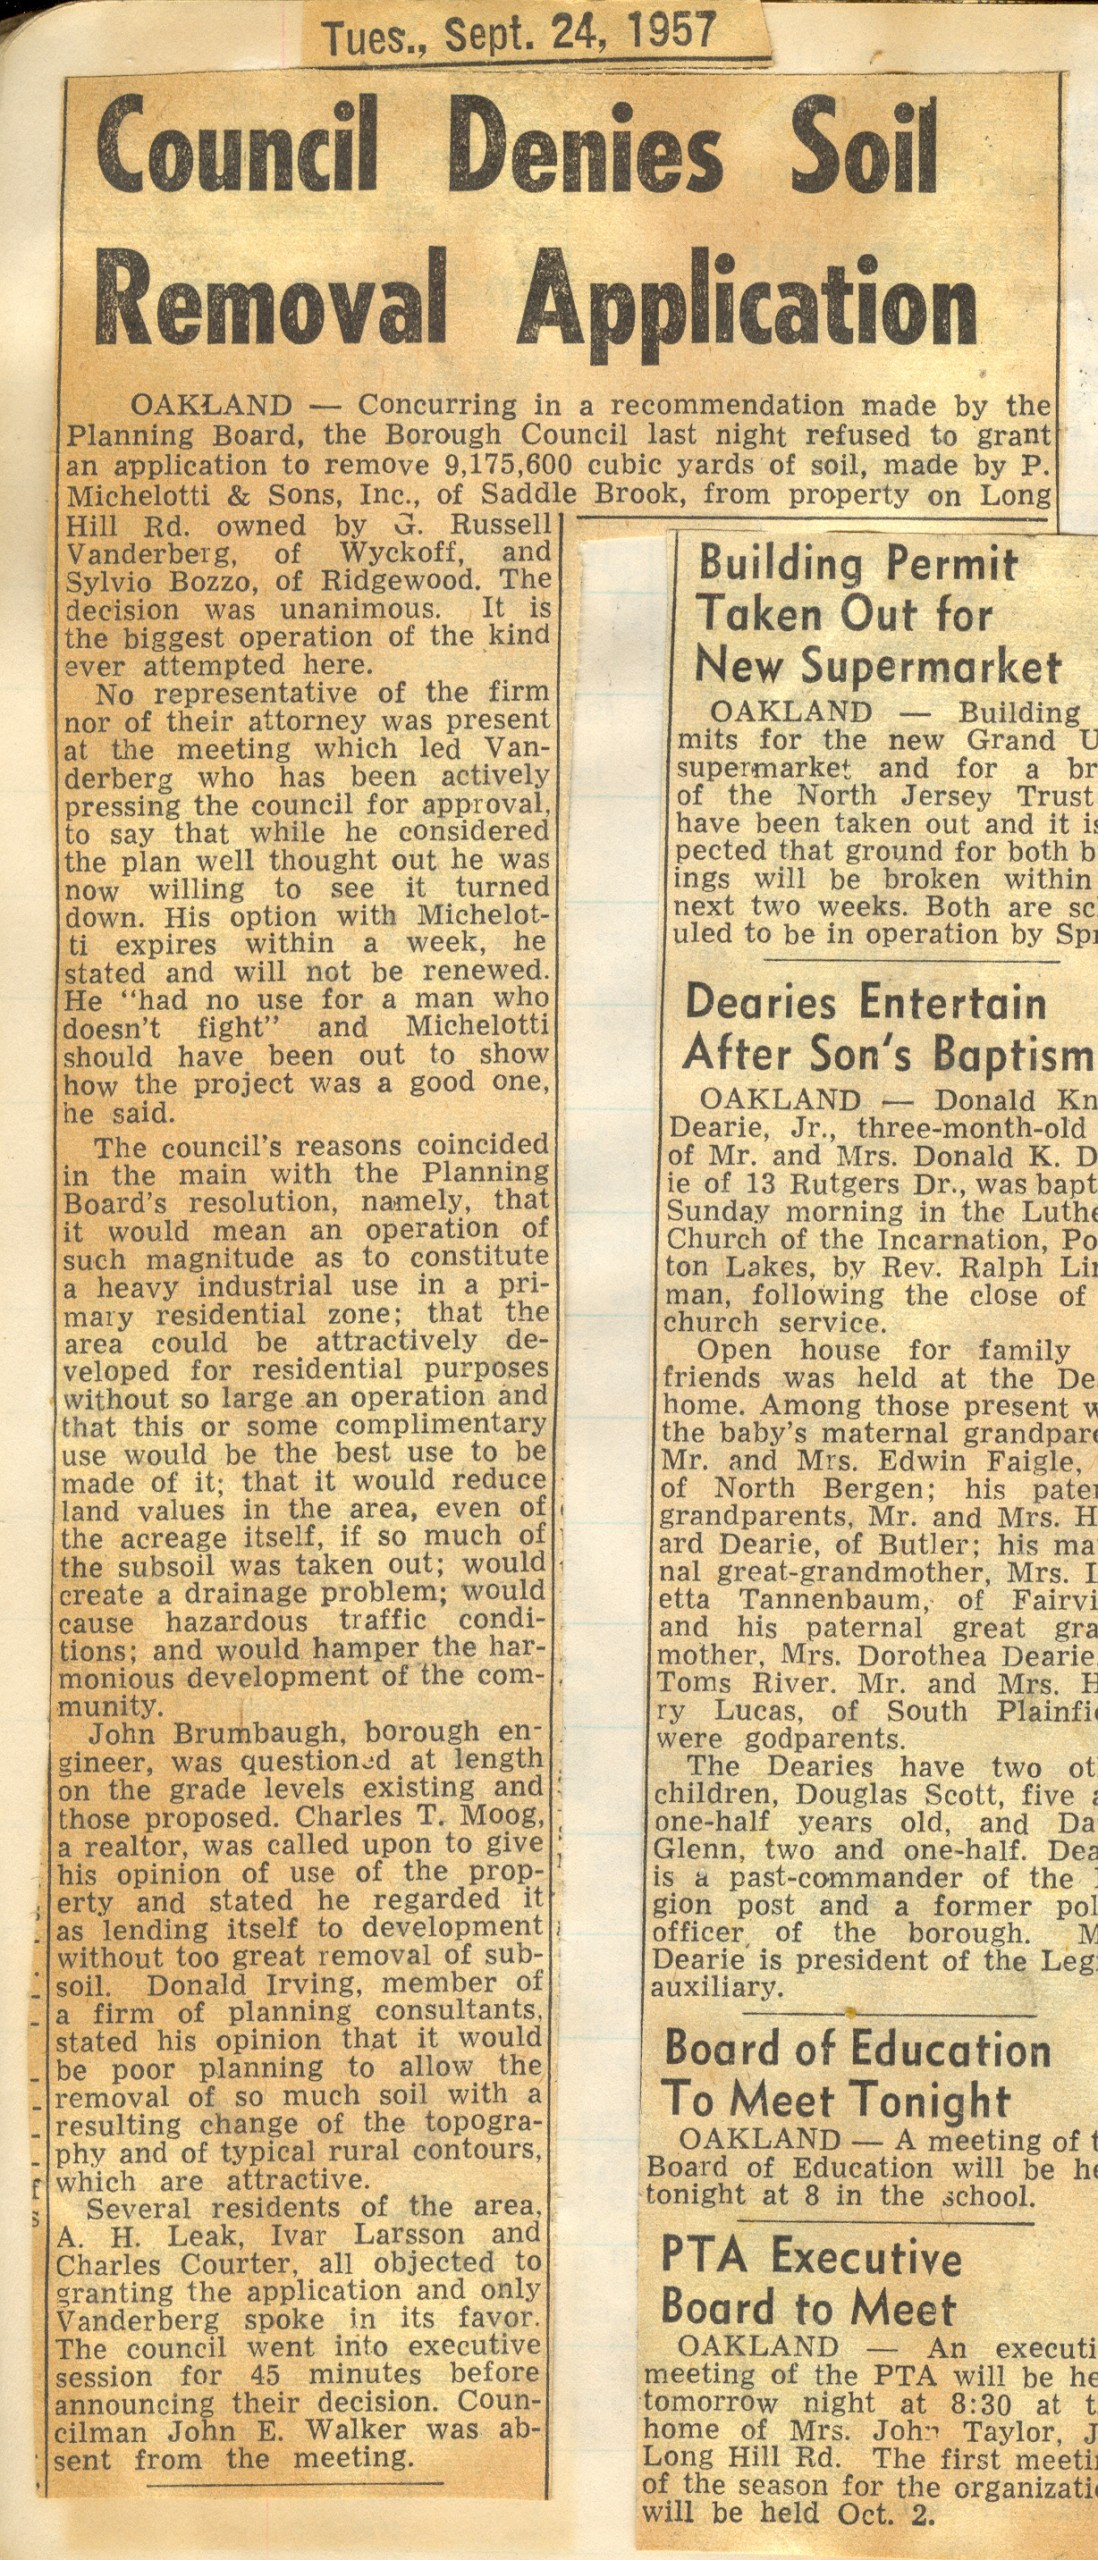 Tues., Sept. 24, 1957
Council Denies Soil
Removal Application
OAKLAND — Concurring in a recommendation made by the
Planning Board, the Borough Council last night refused to grant
an application to remove 9,175,600 cubic yards of soil, made by P.
Michelotti & Sons, Inc., of Saddle Brook, from property on Long
Hill Rd. owned by G. Russell
Vanderberg, of Wyckoff, and
Sylvio Bozzo, of Ridgewood. The
decision was unanimous. It is
the biggest operation of the kind
ever attempted here.
No representative of the firm
nor of their attorney was present
at the meeting which led Van-
derberg who has been actively
pressing the council for approval,
to say that while he considered
the plan well thought out he was
now willing to see it turned
down. His option with Michelot-
ti expires within a week, he
stated and will not be renewed.
He "had no use for a man who
doesn't fight" and Michelotti
should have been out to show
how the project was a good one,
he said.
The council's reasons coincided
in the main with the Planning
Board's resolution, namely, that
it would mean an operation of
such magnitude as to constitute
a heavy industrial use in a pri-
mary residential zone; that the
area could be attractively de-
veloped for residential purposes
without so large an operation and
that this or some complimentary
use would be the best use to be
made of it; that it would reduce
land values in the area, even of
the acreage itself, if so much of
the subsoil was taken out; would
create a drainage problem; would
cause hazardous traffic condi-
tions; and would hamper the har-
monious development of the com-
munity.
John Brumbaugh, borough en-
gineer, was questioned at length
on the grade levels existing and
those proposed. Charles T. Moog,
a realtor, was called upon to give
his opinion of use of the prop-
erty and stated he regarded it
as lending itself to development
without too great removal of sub-
soil. Donald Irving, member of
a firm of planning consultants,
stated his opinion that it would
be poor planning to allow the
removal of so much soil with a
resulting change of the topogra-
phy and of typical rural contours,
which are attractive.
Several residents of the area,
A. H. Leak, Ivar Larsson and
Charles Courter, all objected to
granting the application and only
Vanderberg spoke in its favor.
The council went into executive
session for 45 minutes before
announcing their decision. Coun-
cilman John E. Walker was ab-
sent from the meeting.
Building Permit
Taken Out for
New Supermarket
OAKLAND — Building
mits for the new Grand U
supermarket and for a br
of the North Jersey Trust
have been taken out and it is
pected that ground for both b
ings will be broken within
next two weeks. Both are sc
uled to be in operation by Spr
Dearies Entertain
After Son's Baptism
OAKLAND — Donald Kn
Dearie, Jr., three-month-old
of Mr. and Mrs. Donald K. D
ie of 13 Rutgers Dr., was bapt
Sunday morning in the Luthe
Church of the Incarnation, Po
ton Lakes, by Rev. Ralph Lin
man, following the close of
church service.
Open house for family
friends was held at the De
home. Among those present w
the baby's maternal grandpare
Mr. and Mrs. Edwin Faigle,
of North Bergen; his pater
grandparents, Mr. and Mrs. H
ard Dearie, of Butler; his ma
nal great-grandmother, Mrs. L
etta Tannenbaum, of Fairvi
and his paternal great gra
mother, Mrs. Dorothea Dearie,
Toms River. Mr. and Mrs. H
ry Lucas, of South Plainfie
were godparents.
The Dearies have two ot
children, Douglas Scott, five a
one-half years old, and Da
Glenn, two and one-half. Dea
is a past-commander of the
gion post and a former pol
officer of the borough. M
Dearie is president of the Leg
auxiliary.
Board of Education
To Meet Tonight
OAKLAND — A meeting of t
Board of Education will be he
tonight at 8 in the school.
PTA Executive
Board to Meet
OAKLAND — An executi
meeting of the PTA will be he
tomorrow night at 8:30 at t
home of Mrs. John Taylor, J
Long Hill Rd. The first meeti
of the season for the organizati
will be held Oct. 2.